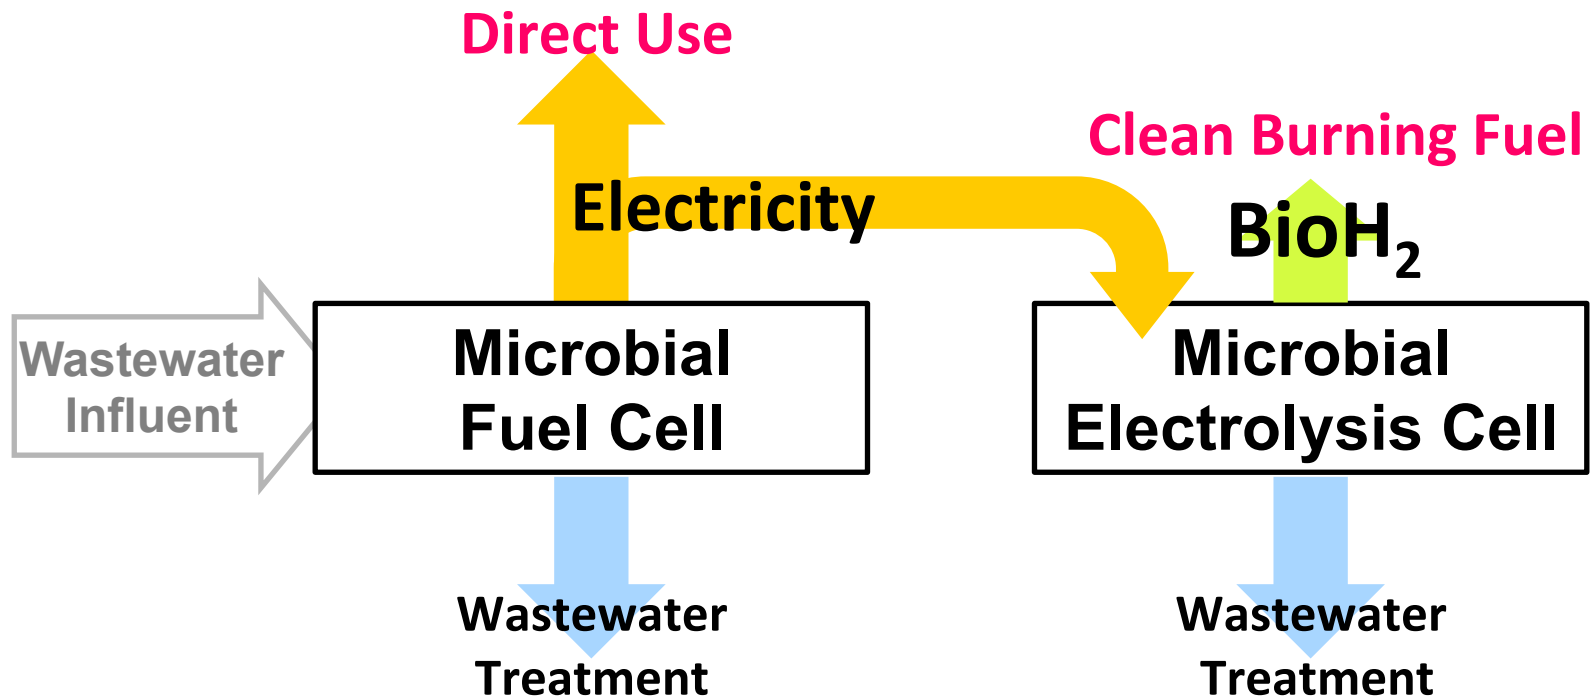 Direct Use
Clean Burning Fuel
Electricity
BioH₂
Wastewater
Influent
Microbial
Fuel Cell
Microbial
Electrolysis Cell
Wastewater
Treatment
Wastewater
Treatment